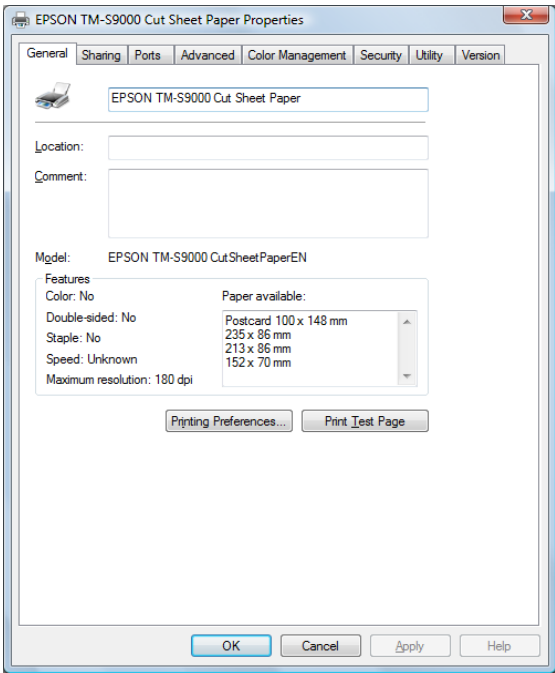 EPSON TM-S9000 Cut Sheet Paper Properties
General Sharing Ports Advanced Color Management Security Utility Version
EPSON TM-S9000 Cut Sheet Paper
Location:
Comment:
Model: EPSON TM-S9000 CutSheetPaperEN
Features
Color: No Paper available:
Double-sided: No Postcard 100 x 148 mm
235 x 86 mm
Staple: No 213 x 86 mm
Speed: Unknown 152 x 70 mm
Maximum resolution: 180 dpi
Printing Preferences... Print Test Page
OK Cancel Apply Help